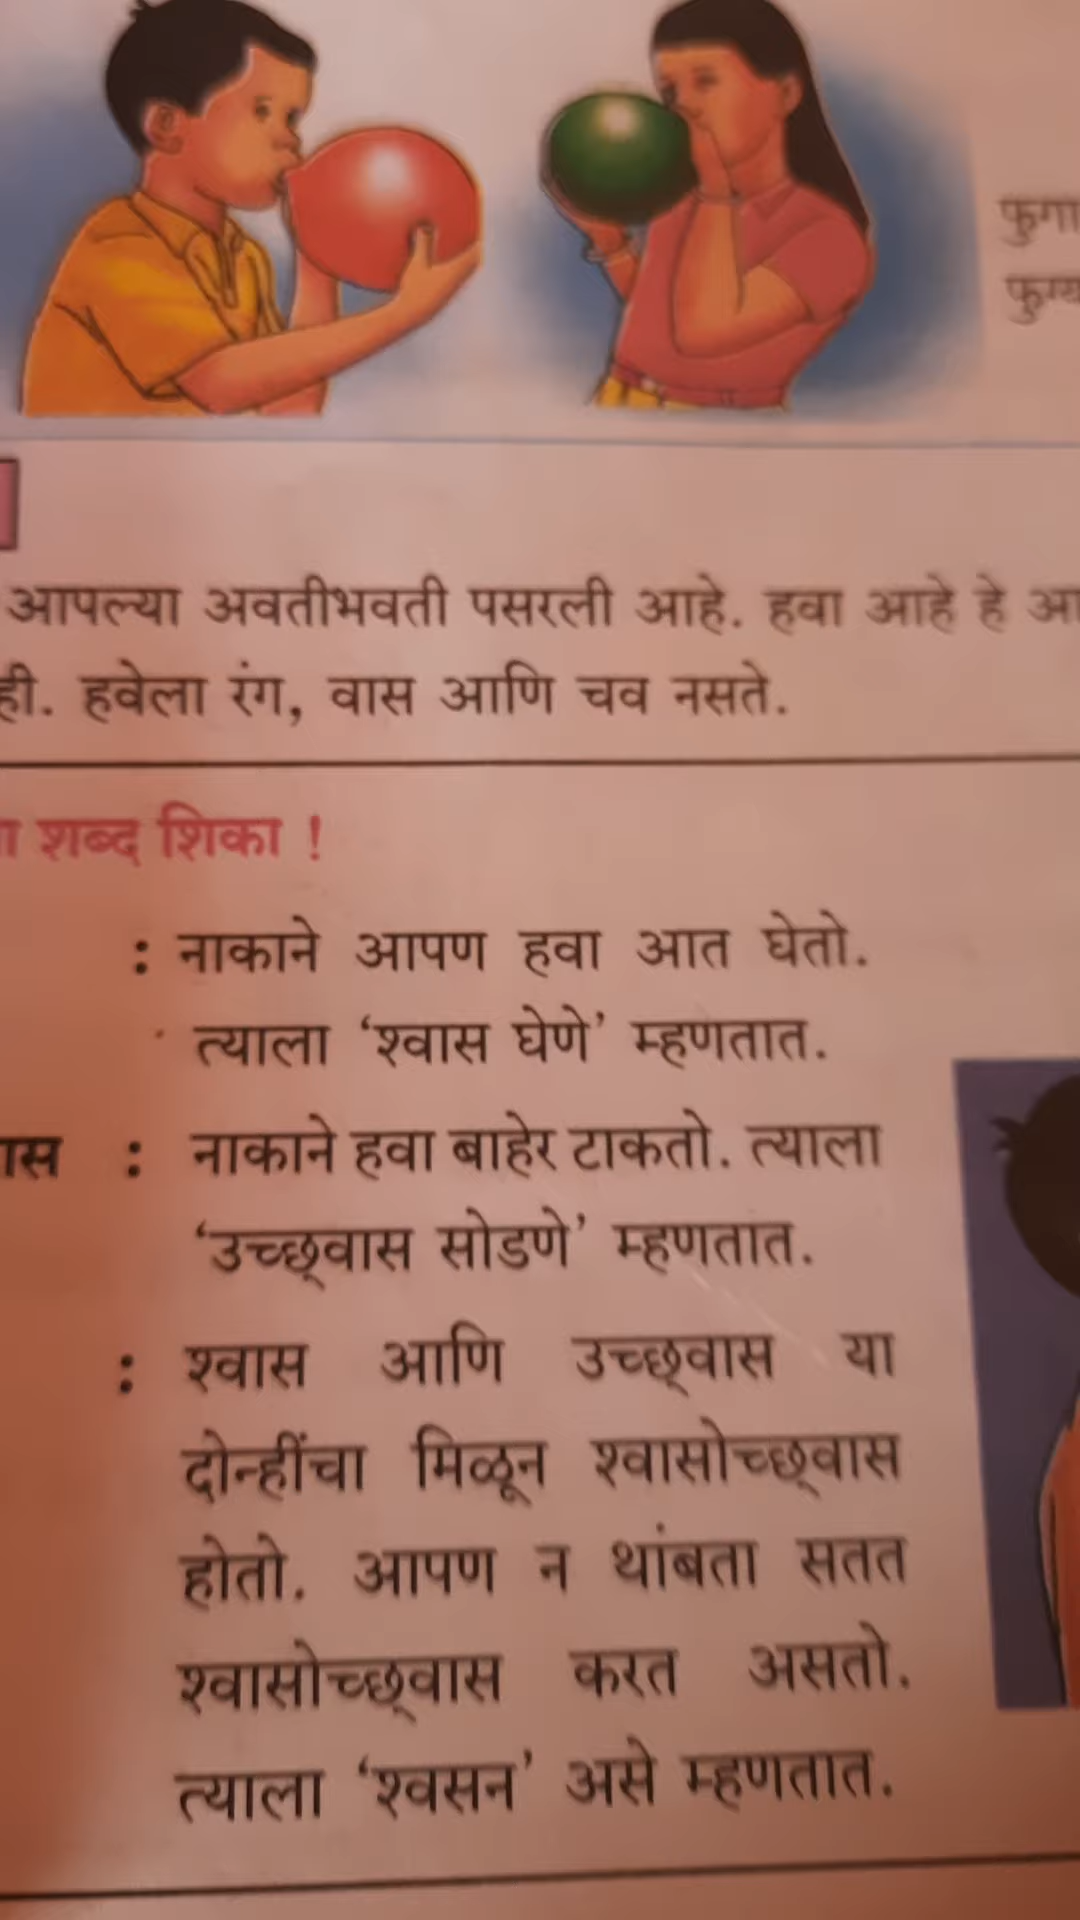 फुगा
आपल्या अवतीभवती पसरली आहे. हवा आहे हे
हवेला रंग, वास आणि चव नसते.
शब्द शिका !
: नाकाने आपण हवा आत घेतो.
त्याला ‘श्वास घेणे’ म्हणतात.
: नाकाने हवा बाहेर टाकतो. त्याला
‘उच्छ्वास सोडणे’ म्हणतात.
: श्वास आणि उच्छ्वास या
दोन्हींचा मिळून श्वासोच्छ्वास
होतो. आपण न थांबता सतत
श्वासोच्छ्वास करत असतो.
त्याला ‘श्वसन’ असे म्हणतात.